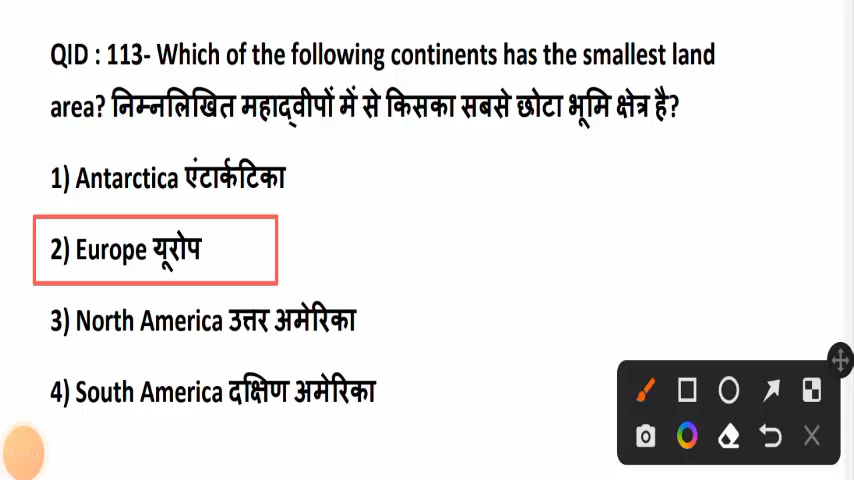 QID : 113- Which of the following continents has the smallest land
area? निम्नलिखित महाद्वीपों में से किसका सबसे छोटा भूमि क्षेत्र है?
1) Antarctica एंटार्कटिका
2) Europe यूरोप
3) North America उत्तर अमेरिका
4) South America दक्षिण अमेरिका